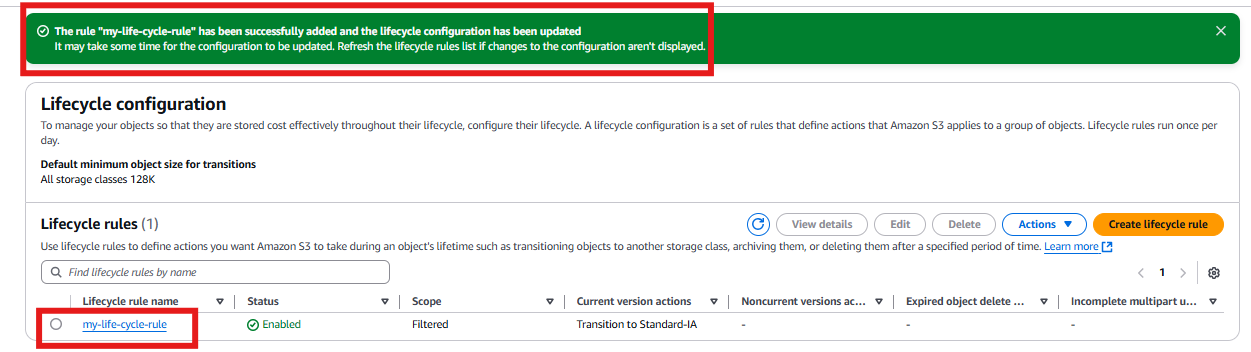 The rule "my-life-cycle-rule" has been successfully added and the lifecycle configuration has been updated
It may take some time for the configuration to be updated. Refresh the lifecycle rules list if changes to the configuration aren't displayed.
Lifecycle configuration
To manage your objects so that they are stored cost effectively throughout their lifecycle, configure their lifecycle. A lifecycle configuration is a set of rules that define actions that Amazon S3 applies to a group of objects. Lifecycle rules run once per
day.
Default minimum object size for transitions
All storage classes 128K
Lifecycle rules (1)
View details
Edit
Delete
Actions
Create lifecycle rule
Use lifecycle rules to define actions you want Amazon S3 to take during an object's lifetime such as transitioning objects to another storage class, archiving them, or deleting them after a specified period of time. Learn more
Find lifecycle rules by name
1
Lifecycle rule name Status Scope Current version actions Noncurrent versions ac... Expired object delete ... Incomplete multipart u...
my-life-cycle-rule Enabled Filtered Transition to Standard-IA - - -